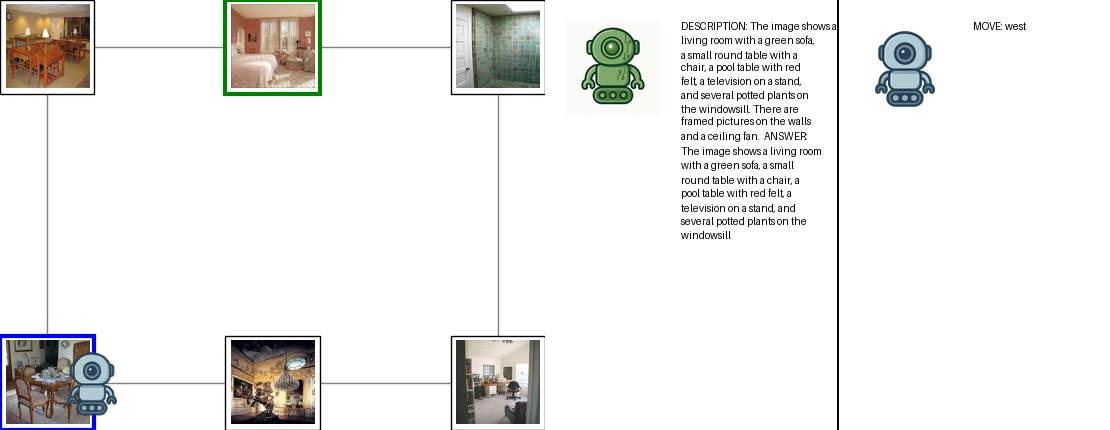 DESCRIPTION: The image shows a
living room with a green sofa,
a small round table with a
chair, a pool table with red
felt, a television on a stand,
and several potted plants on
the windowsill. There are
framed pictures on the walls
and a ceiling fan. ANSWER:
The image shows a living room
with a green sofa, a small
round table with a chair, a
pool table with red felt, a
television on a stand, and
several potted plants on the
windowsill
MOVE: west